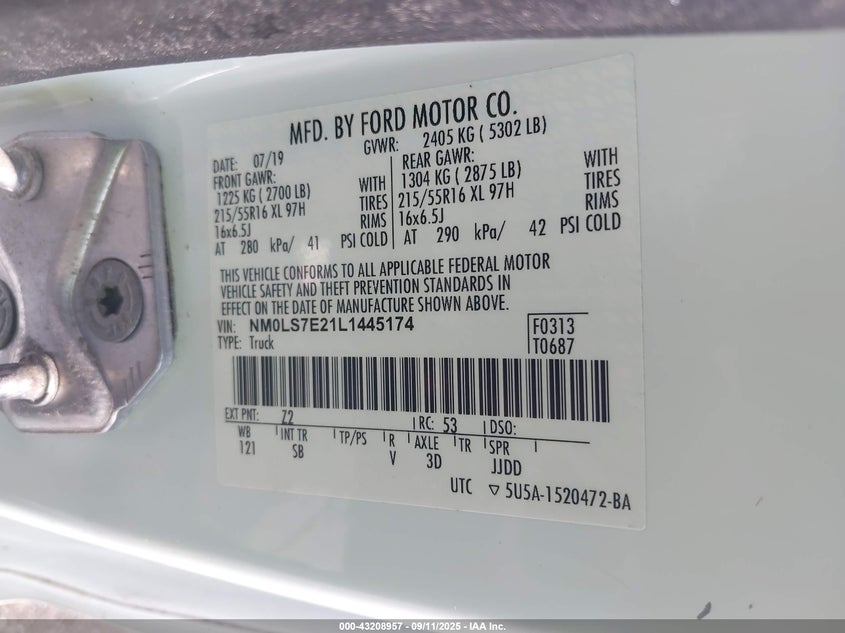 MFD. BY FORD MOTOR CO.
DATE: 07/19 GVWR: 2405 KG ( 5302 LB)
FRONT GAWR: REAR GAWR:
1225 KG ( 2700 LB) WITH 1304 KG ( 2875 LB) WITH
215/55R16 XL 97H TIRES 215/55R16 XL 97H TIRES
16x6.5J RIMS 16x6.5J RIMS
AT 280 kPa/ 41 PSI COLD AT 290 kPa/ 42 PSI COLD
THIS VEHICLE CONFORMS TO ALL APPLICABLE FEDERAL MOTOR
VEHICLE SAFETY AND THEFT PREVENTION STANDARDS IN
EFFECT ON THE DATE OF MANUFACTURE SHOWN ABOVE.
VIN: NM0LS7E21L1445174 F0313
TYPE: Truck T0687
EXT PNT: Z2 RC: 53 DSO:
WB INT TR TP/PS R AXLE TR SPR
121 SB V 3D JJDD
UTC ▽ 5U5A-1520472-BA
000-43208957 - 09/11/2025 - IAA Inc.